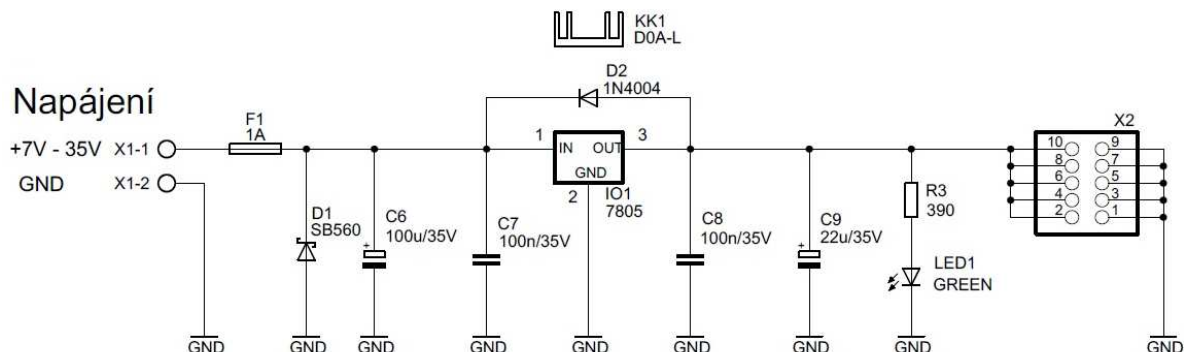 KK1
D0A-L
D2
1N4004
Napájení
F1
1A
+7V - 35V X1-1
GND X1-2
1 IN OUT 3
GND
2
IO1
7805
X2
10 9
8 7
6 5
4 3
2 1
D1
SB560
C6
100u/35V
+
C7
100n/35V
C8
100n/35V
C9
22u/35V
+
R3
390
LED1
GREEN
GND GND GND GND GND GND GND GND GND